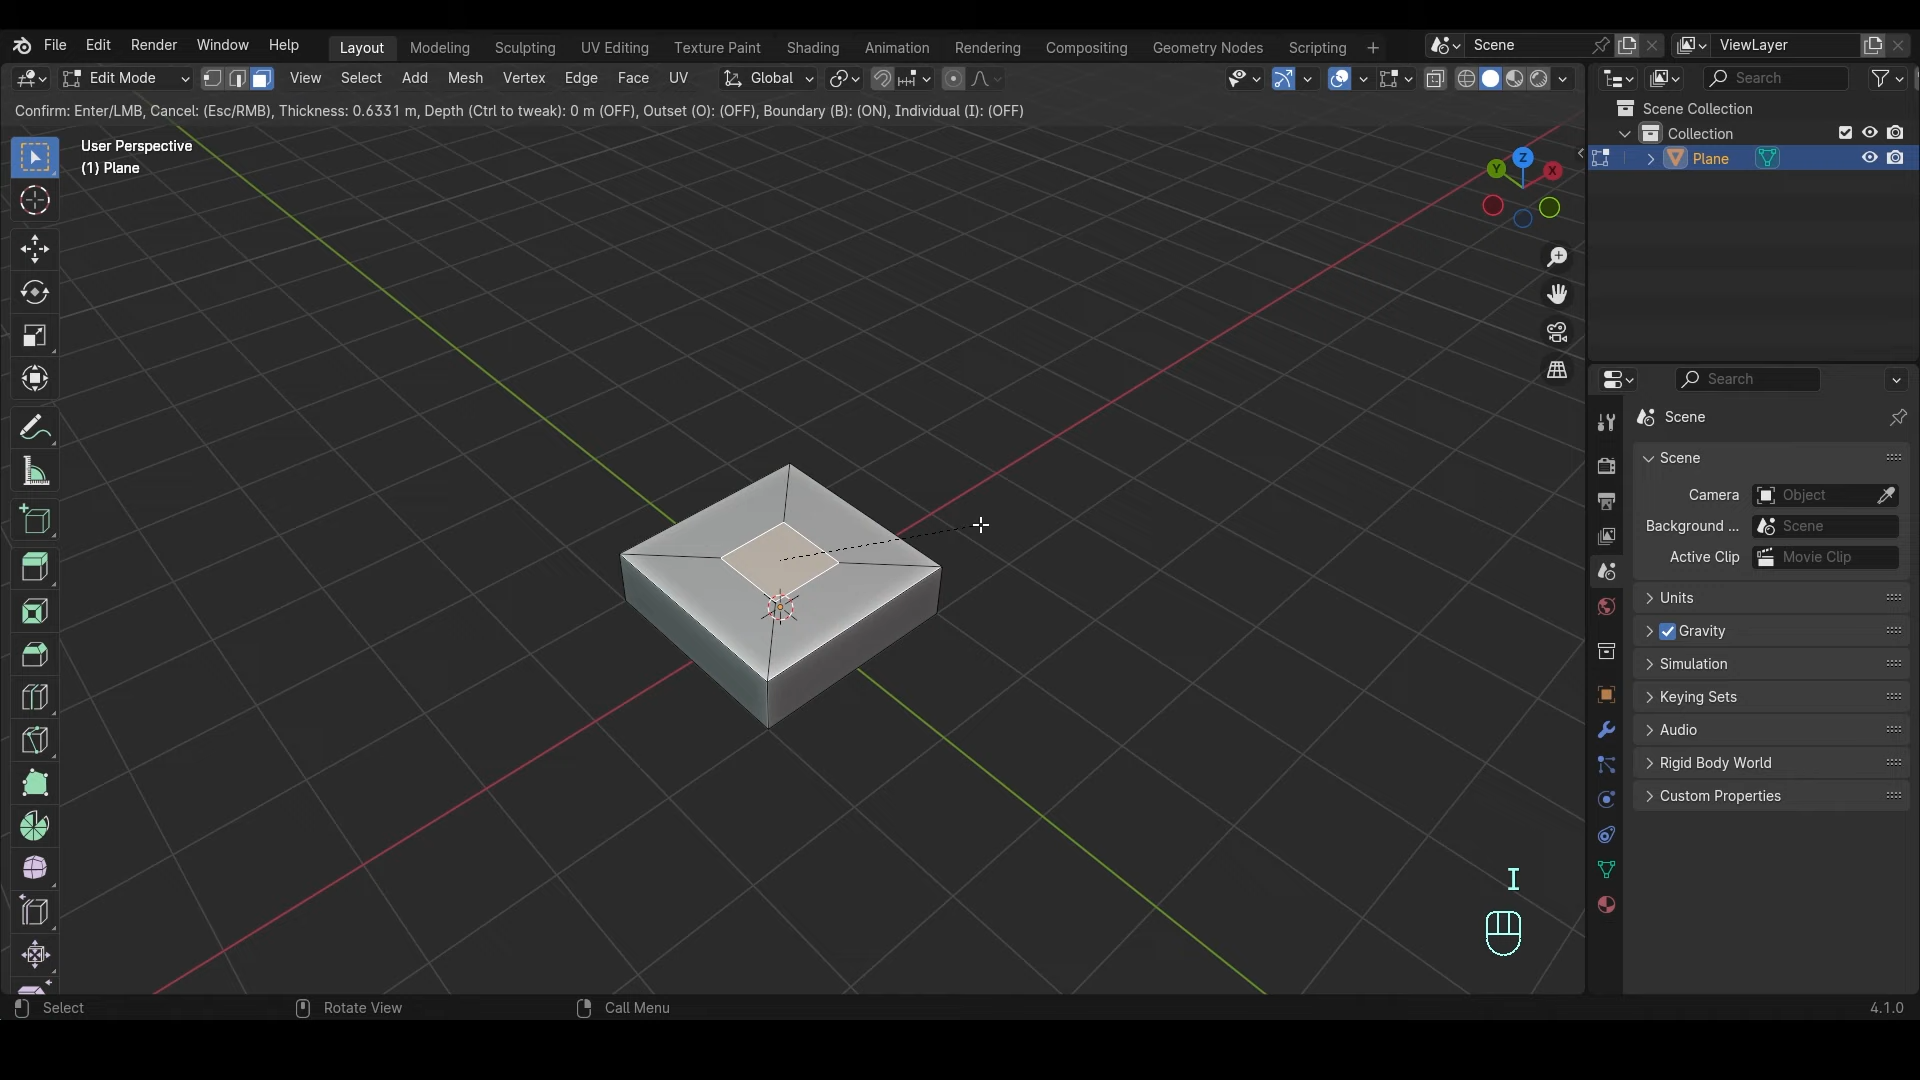 File Edit Render Window Help Layout Modeling Sculpting UV Editing Texture Paint Shading Animation Rendering Compositing Geometry Nodes Scripting + Scene ViewLayer
Edit Mode View Select Add Mesh Vertex Edge Face UV Global Search
Confirm: Enter/LMB, Cancel: (Esc/RMB), Thickness: 0.6331 m, Depth (Ctrl to tweak): 0 m (OFF), Outset (O): (OFF), Boundary (B): (ON), Individual (I): (OFF)
Scene Collection
Collection
Plane
User Perspective
(1) Plane
Z
Y
X
Search
Scene
Scene
Camera Object
Background ... Scene
Active Clip Movie Clip
Units
Gravity
Simulation
Keying Sets
Audio
Rigid Body World
Custom Properties
I
Select Rotate View Call Menu 4.1.0